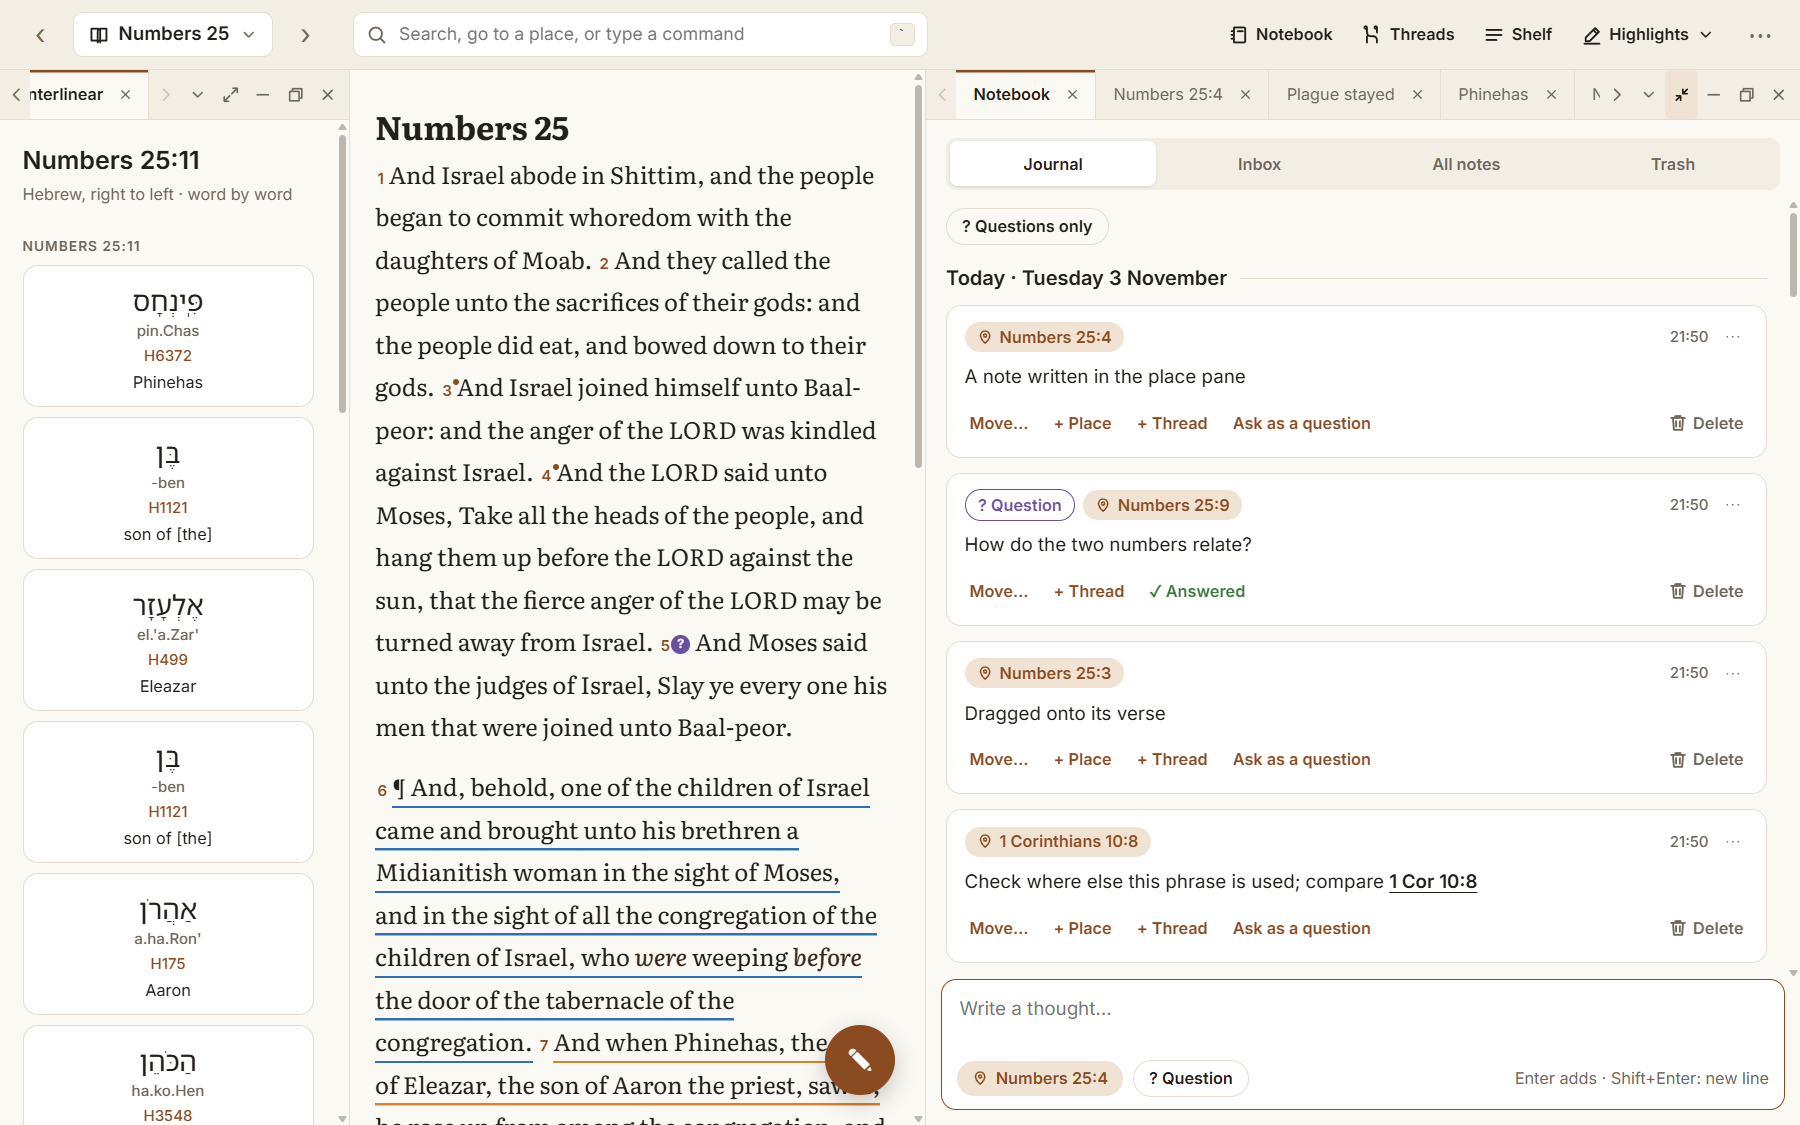 Numbers 25
Search, go to a place, or type a command
`
Notebook
Threads
Shelf
Highlights
nterlinear
Numbers 25:11
Hebrew, right to left · word by word
NUMBERS 25:11
פִּֽינְחָס
pin.Chas
H6372
Phinehas
בֶּן
-ben
H1121
son of [the]
אֶלְעָזָר
el.'a.Zar'
H499
Eleazar
בֶּן
-ben
H1121
son of [the]
אַהֲרֹן
a.ha.Ron'
H175
Aaron
הַכֹּהֵן
ha.ko.Hen
H3548
Numbers 25
1 And Israel abode in Shittim, and the people
began to commit whoredom with the
daughters of Moab. 2 And they called the
people unto the sacrifices of their gods: and
the people did eat, and bowed down to their
gods. 3 And Israel joined himself unto Baal-
peor: and the anger of the LORD was kindled
against Israel. 4 And the LORD said unto
Moses, Take all the heads of the people, and
hang them up before the LORD against the
sun, that the fierce anger of the LORD may be
turned away from Israel. 5 ? And Moses said
unto the judges of Israel, Slay ye every one his
men that were joined unto Baal-peor.
6 ¶ And, behold, one of the children of Israel
came and brought unto his brethren a
Midianitish woman in the sight of Moses,
and in the sight of all the congregation of the
children of Israel, who were weeping before
the door of the tabernacle of the
congregation. 7 And when Phinehas, the
of Eleazar, the son of Aaron the priest, saw
he rose up from among the congregation, and
Notebook
Numbers 25:4
Plague stayed
Phinehas
N
Journal
Inbox
All notes
Trash
? Questions only
Today · Tuesday 3 November
Numbers 25:4
21:50
A note written in the place pane
Move... + Place + Thread Ask as a question Delete
? Question Numbers 25:9
21:50
How do the two numbers relate?
Move... + Thread ✓ Answered Delete
Numbers 25:3
21:50
Dragged onto its verse
Move... + Place + Thread Ask as a question Delete
1 Corinthians 10:8
21:50
Check where else this phrase is used; compare 1 Cor 10:8
Move... + Place + Thread Ask as a question Delete
Write a thought...
Numbers 25:4
? Question
Enter adds · Shift+Enter: new line